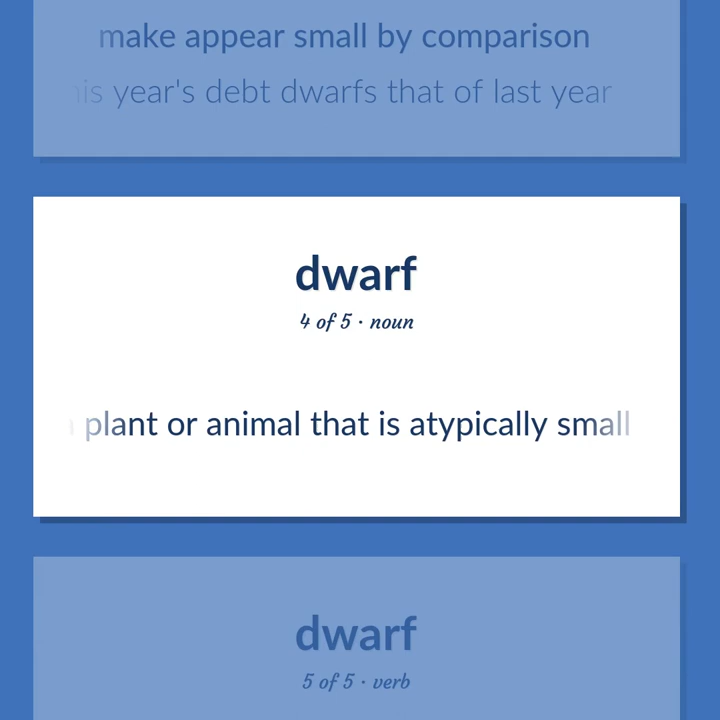 make appear small by comparison
year's debt dwarfs that of last year
dwarf
4 of 5 · noun
plant or animal that is atypically small
dwarf
5 of 5 · verb